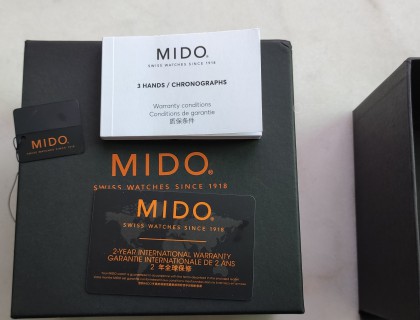 MIDO®
SWISS WATCHES SINCE 1918
3 HANDS / CHRONOGRAPHS
Warranty conditions
Conditions de garantie
质保条件
MIDO®
MIDO®
SWISS WATCHES SINCE 1918
MIDO®
SWISS WATCHES SINCE 1918
2-YEAR INTERNATIONAL WARRANTY
GARANTIE INTERNATIONALE DE 2 ANS
2 年全球保修